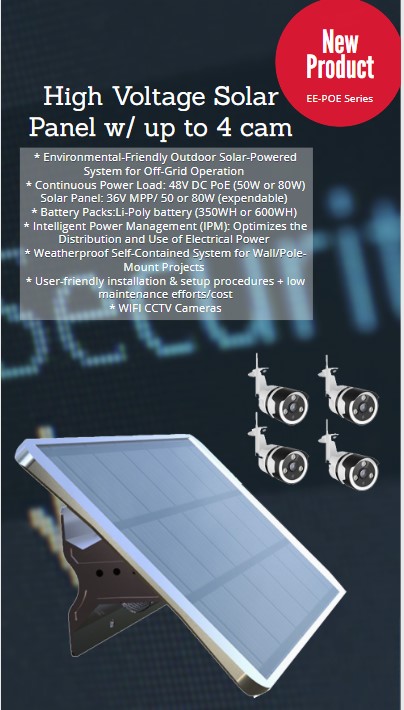 New
Product
EE-POE Series
High Voltage Solar
Panel w/ up to 4 cam
* Environmental-Friendly Outdoor Solar-Powered
System for Off-Grid Operation
* Continuous Power Load: 48V DC PoE (50W or 80W)
Solar Panel: 36V MPP/ 50 or 80W (expendable)
* Battery Packs:Li-Poly battery (350WH or 600WH)
* Intelligent Power Management (IPM): Optimizes the
Distribution and Use of Electrical Power
* Weatherproof Self-Contained System for Wall/Pole-
Mount Projects
* User-friendly installation & setup procedures + low
maintenance efforts/cost
* WIFI CCTV Cameras
Securit